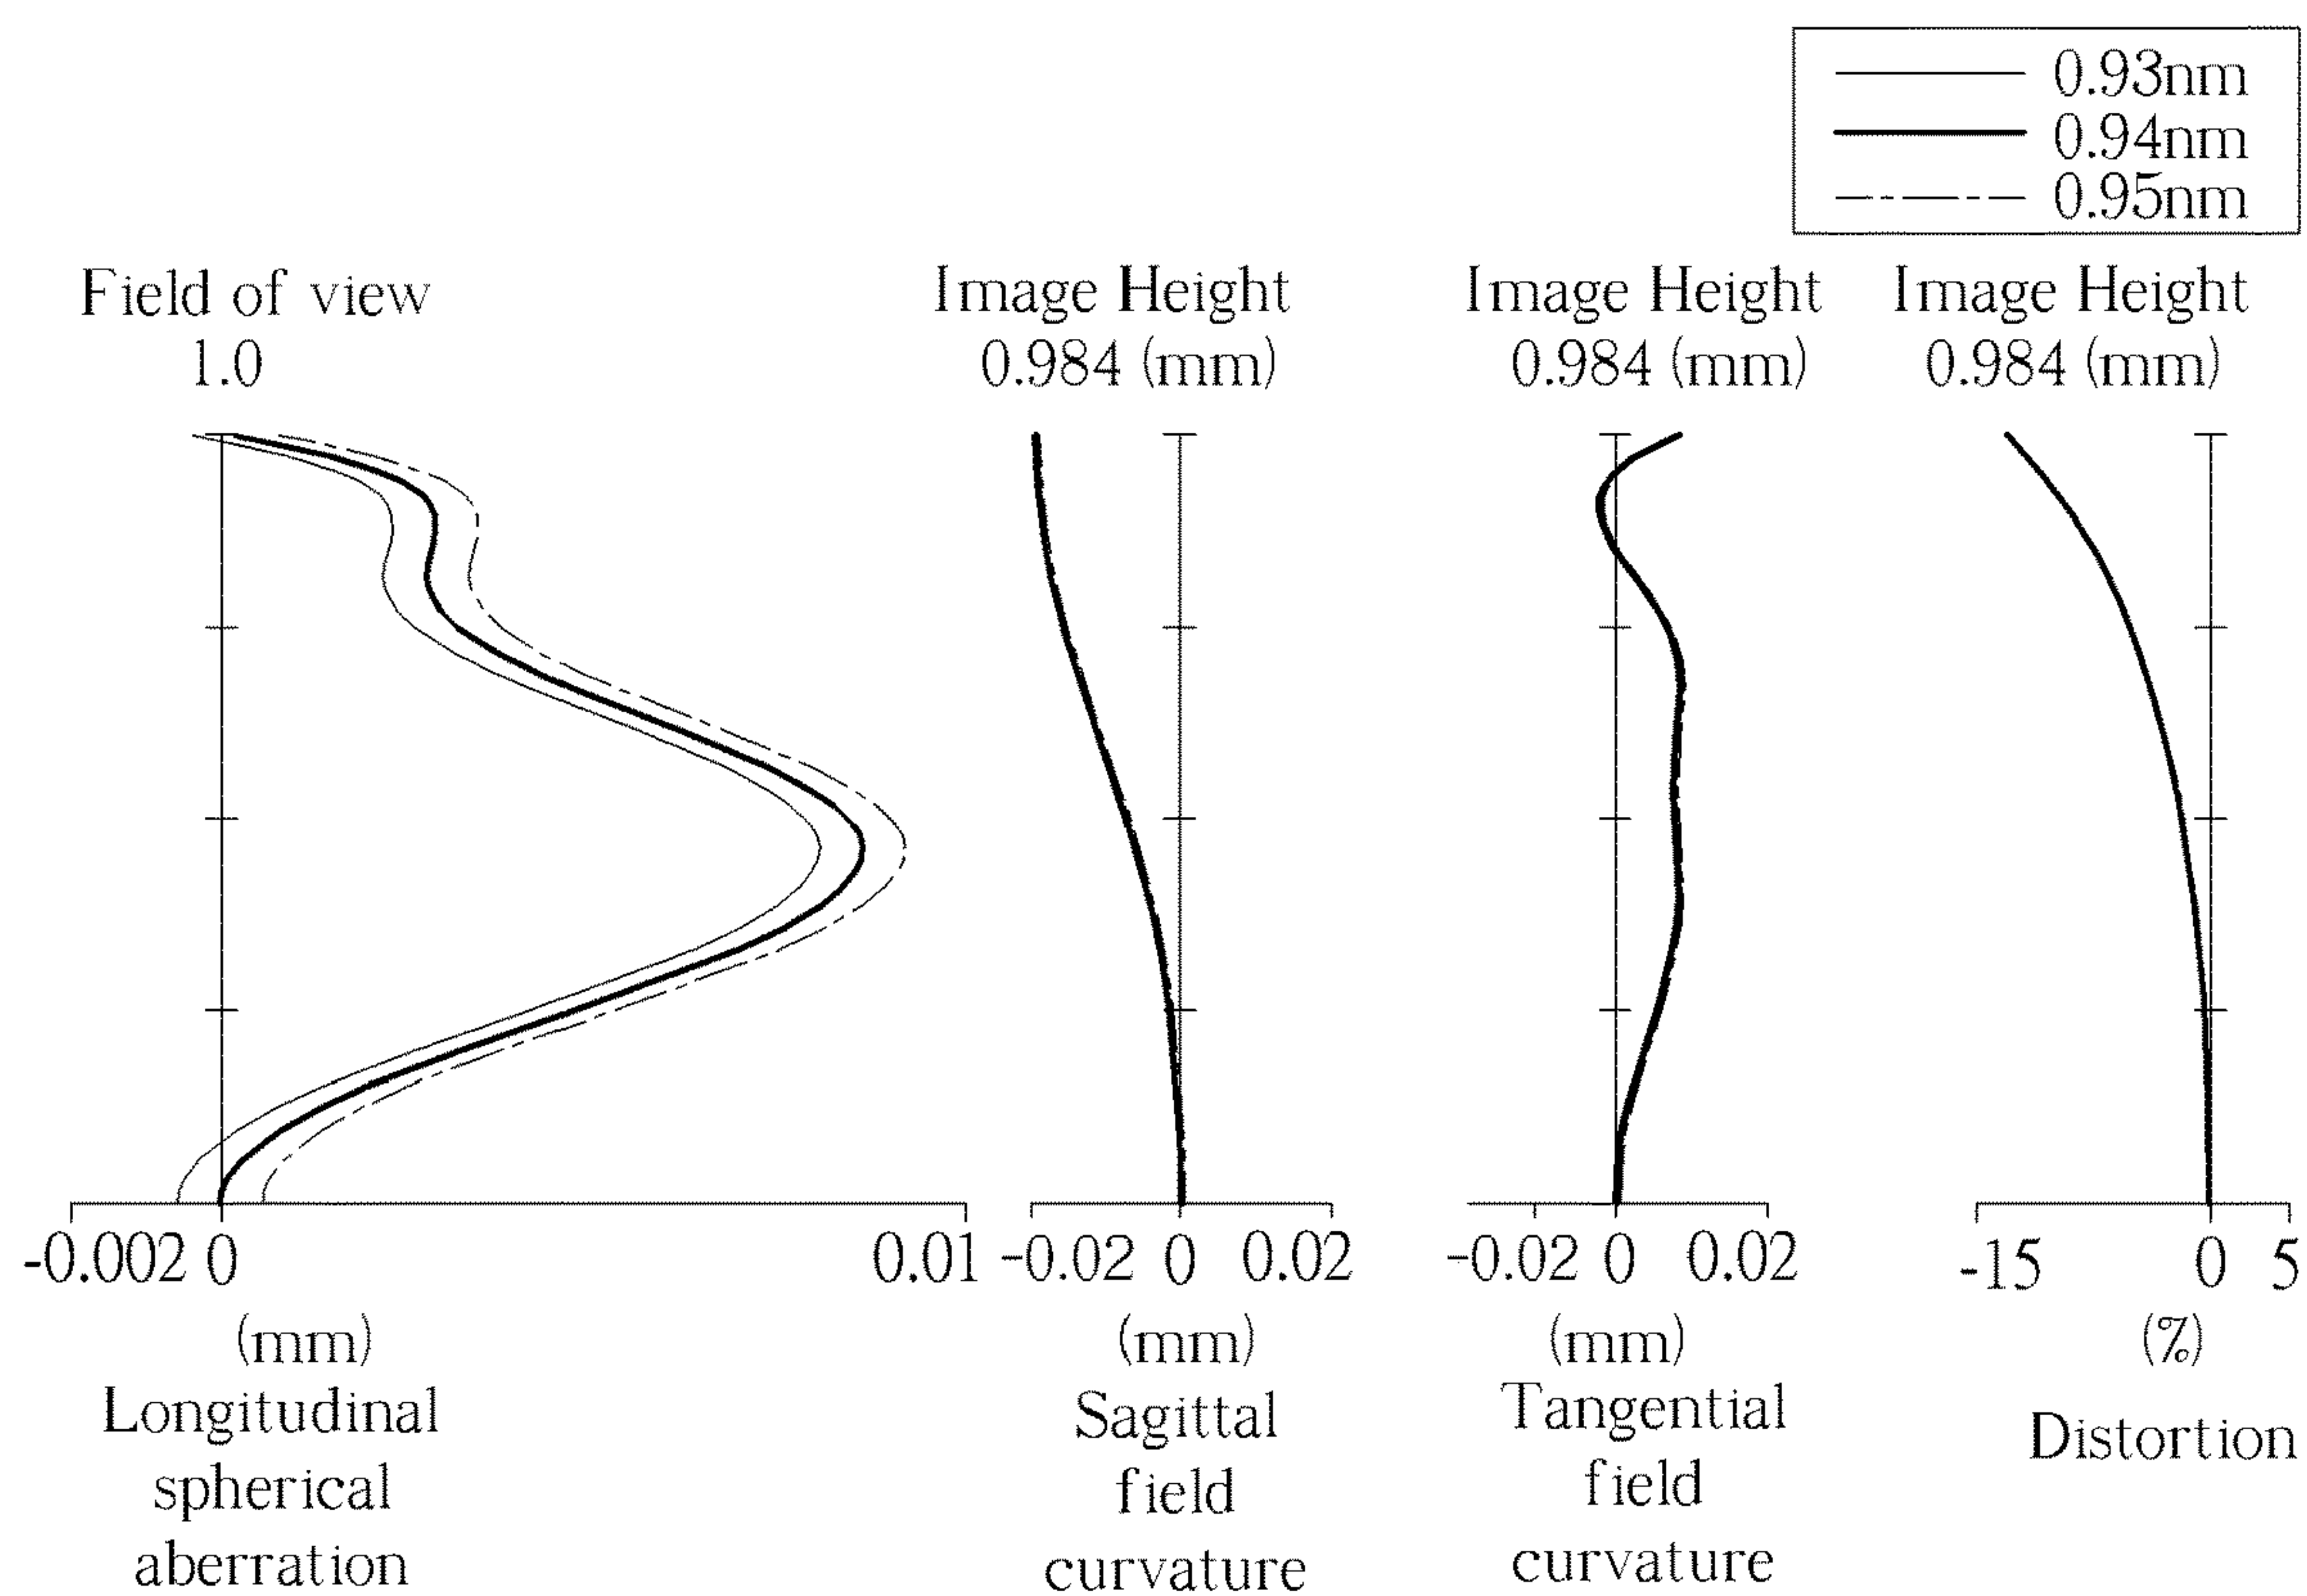 0.93nm
0.94nm
0.95nm
Field of view
1.0
Image Height
0.984 (mm)
Image Height
0.984 (mm)
Image Height
0.984 (mm)
-0.002 0 0.01
(mm)
Longitudinal
spherical
aberration
-0.02 0 0.02
(mm)
Sagittal
field
curvature
-0.02 0 0.02
(mm)
Tangential
field
curvature
-15 0 5
(%)
Distortion